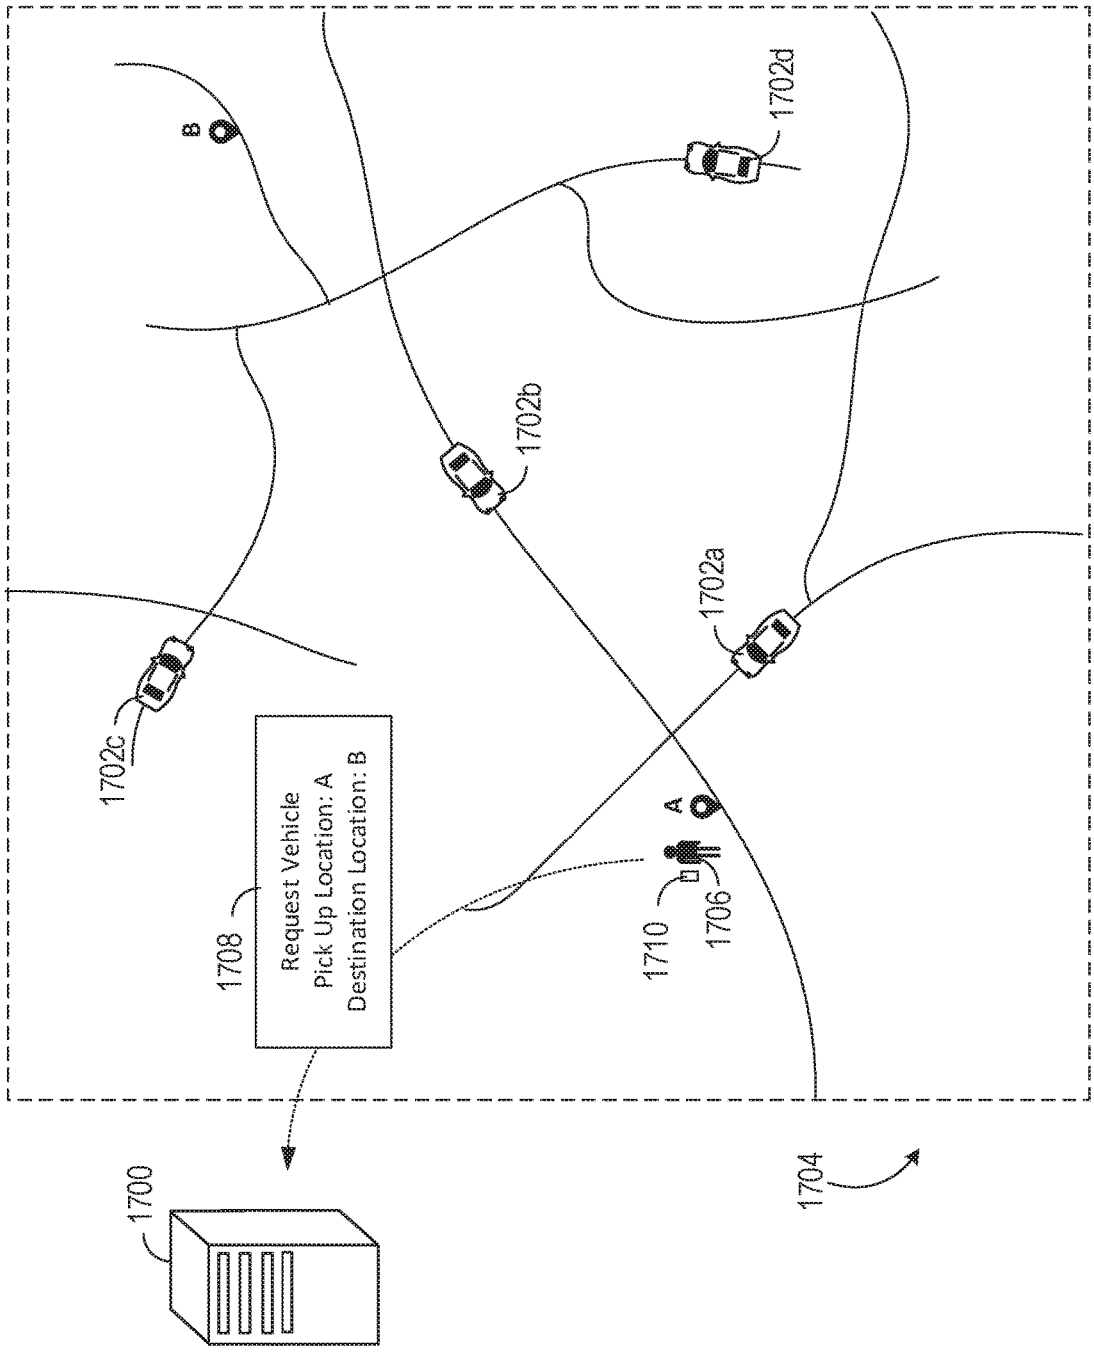 1700
1704
1708
Request Vehicle
Pick Up Location: A
Destination Location: B
1710
1706
A
1702c
1702a
1702b
B
1702d